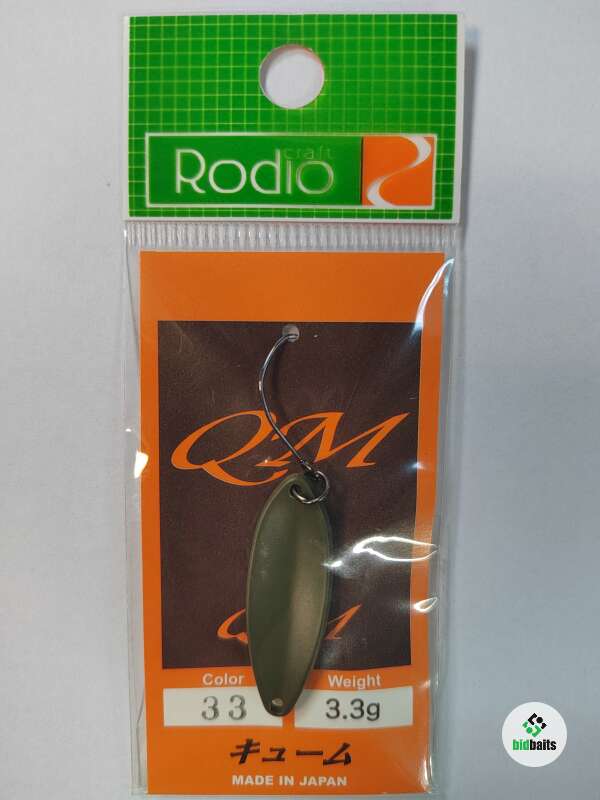 craft
Rodio
QM
QM
Color Weight
33 3.3g
キューム
MADE IN JAPAN
bidbaits